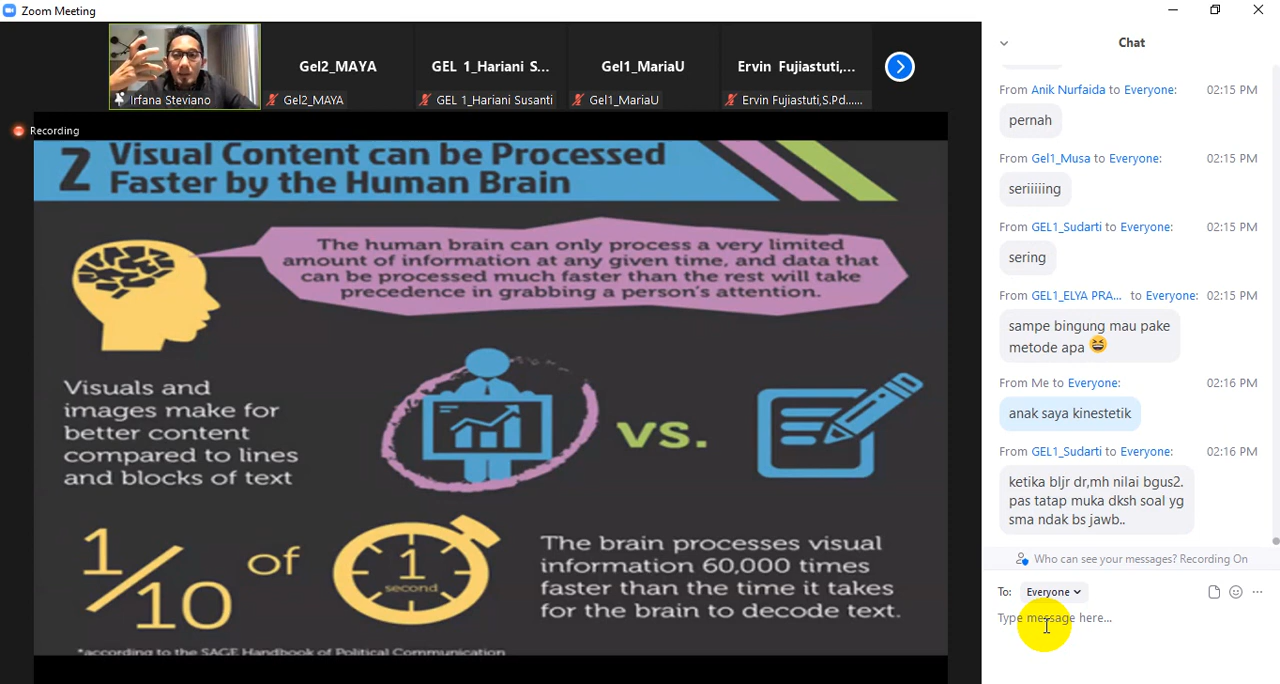 Zoom Meeting
Gel2_MAYA
GEL 1_Hariani S...
Gel1_MariaU
Ervin Fujiastuti,...
Irfana Steviano
Gel2_MAYA
GEL 1_Hariani Susanti
Gel1_MariaU
Ervin Fujiastuti,S.Pd......
Recording
2 Visual Content can be Processed
Faster by the Human Brain
The human brain can only process a very limited
amount of information at any given time, and data that
can be processed much faster than the rest will take
precedence in grabbing a person's attention.
Visuals and
images make for
better content
compared to lines
and blocks of text
vs.
1/10 of
1
second
The brain processes visual
information 60,000 times
faster than the time it takes
for the brain to decode text.
*according to the SAGE Handbook of Political Communication
Chat
From Anik Nurfaida to Everyone: 02:15 PM
pernah
From Gel1_Musa to Everyone: 02:15 PM
seriiiiing
From GEL1_Sudarti to Everyone: 02:15 PM
sering
From GEL1_ELYA PRA... to Everyone: 02:15 PM
sampe bingung mau pake
metode apa 😆
From Me to Everyone: 02:16 PM
anak saya kinestetik
From GEL1_Sudarti to Everyone: 02:16 PM
ketika bljr dr,mh nilai bgus2.
pas tatap muka dksh soal yg
sma ndak bs jawb..
Who can see your messages? Recording On
To: Everyone
Type message here...